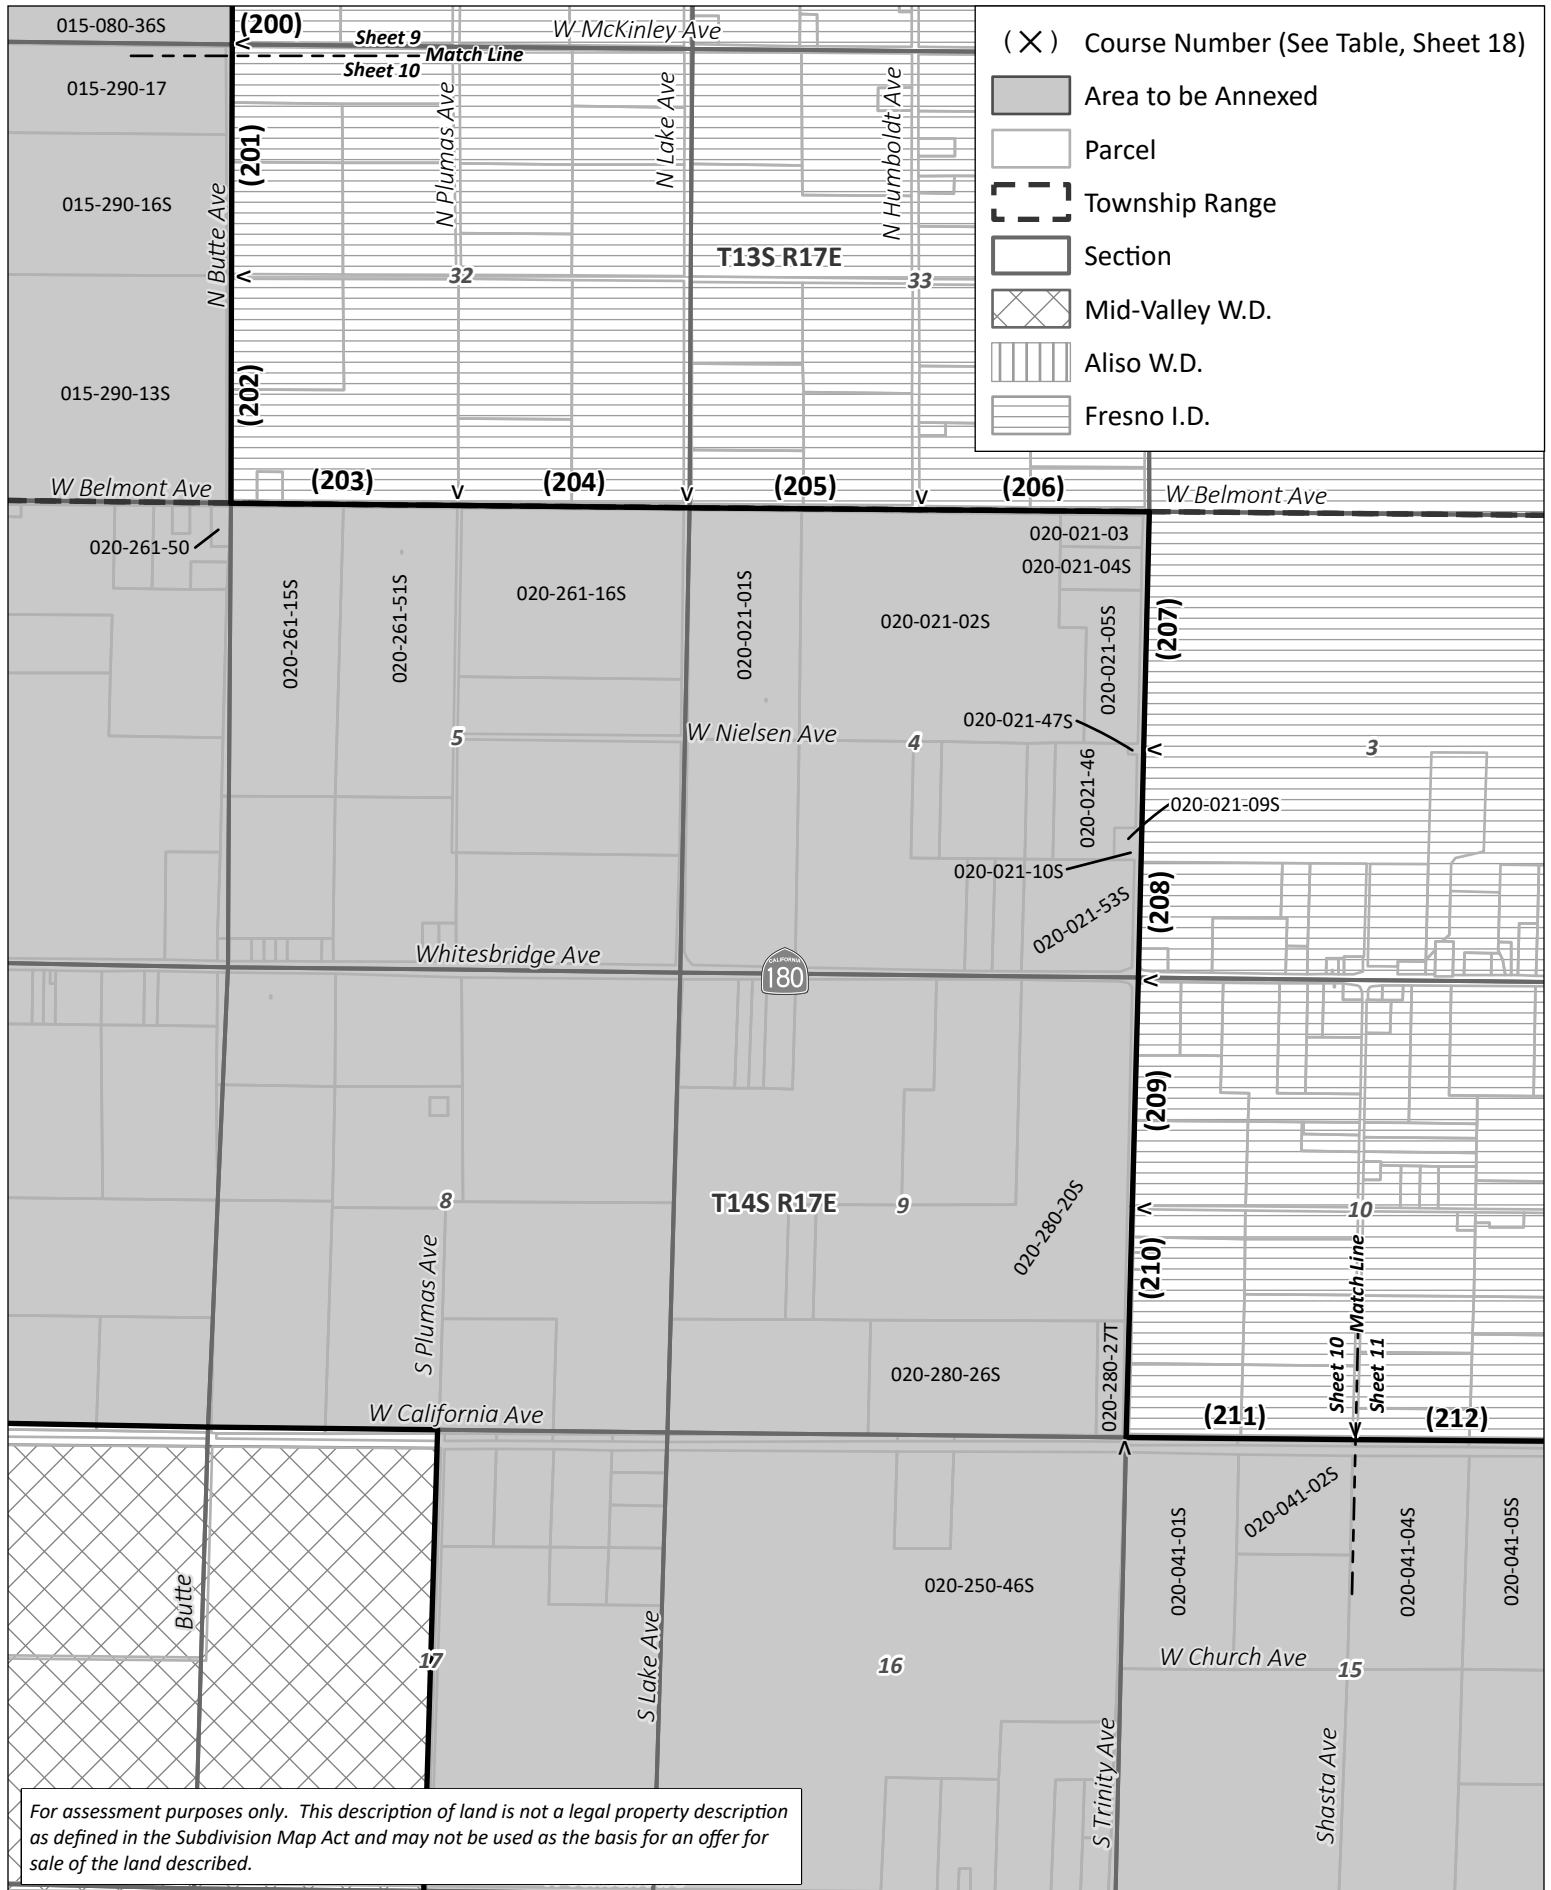 015-080-36S
(200)
Sheet 9
Match Line
Sheet 10
W McKinley Ave
015-290-17
(201)
015-290-16S
N Butte Ave
N Plumas Ave
N Lake Ave
N Humboldt Ave
T13S R17E
32
33
015-290-13S
(202)
(X) Course Number (See Table, Sheet 18)
Area to be Annexed
Parcel
Township Range
Section
Mid-Valley W.D.
Aliso W.D.
Fresno I.D.
W Belmont Ave
(203)
(204)
(205)
(206)
W Belmont Ave
020-261-50
020-261-15S
020-261-51S
020-261-16S
020-021-01S
020-021-02S
020-021-03
020-021-04S
020-021-05S
(207)
020-021-47S
W Nielsen Ave
5
4
3
020-021-46
020-021-09S
020-021-10S
020-021-53S
(208)
Whitesbridge Ave
CALIFORNIA
180
(209)
8
T14S R17E
9
10
020-280-20S
(210)
S Plumas Ave
Match Line
Sheet 10
Sheet 11
020-280-26S
020-280-27T
W California Ave
(211)
(212)
020-041-01S
020-041-02S
020-041-04S
020-041-05S
020-250-46S
Butte
S Lake Ave
17
16
W Church Ave
15
S Trinity Ave
Shasta Ave
For assessment purposes only. This description of land is not a legal property description
as defined in the Subdivision Map Act and may not be used as the basis for an offer for
sale of the land described.